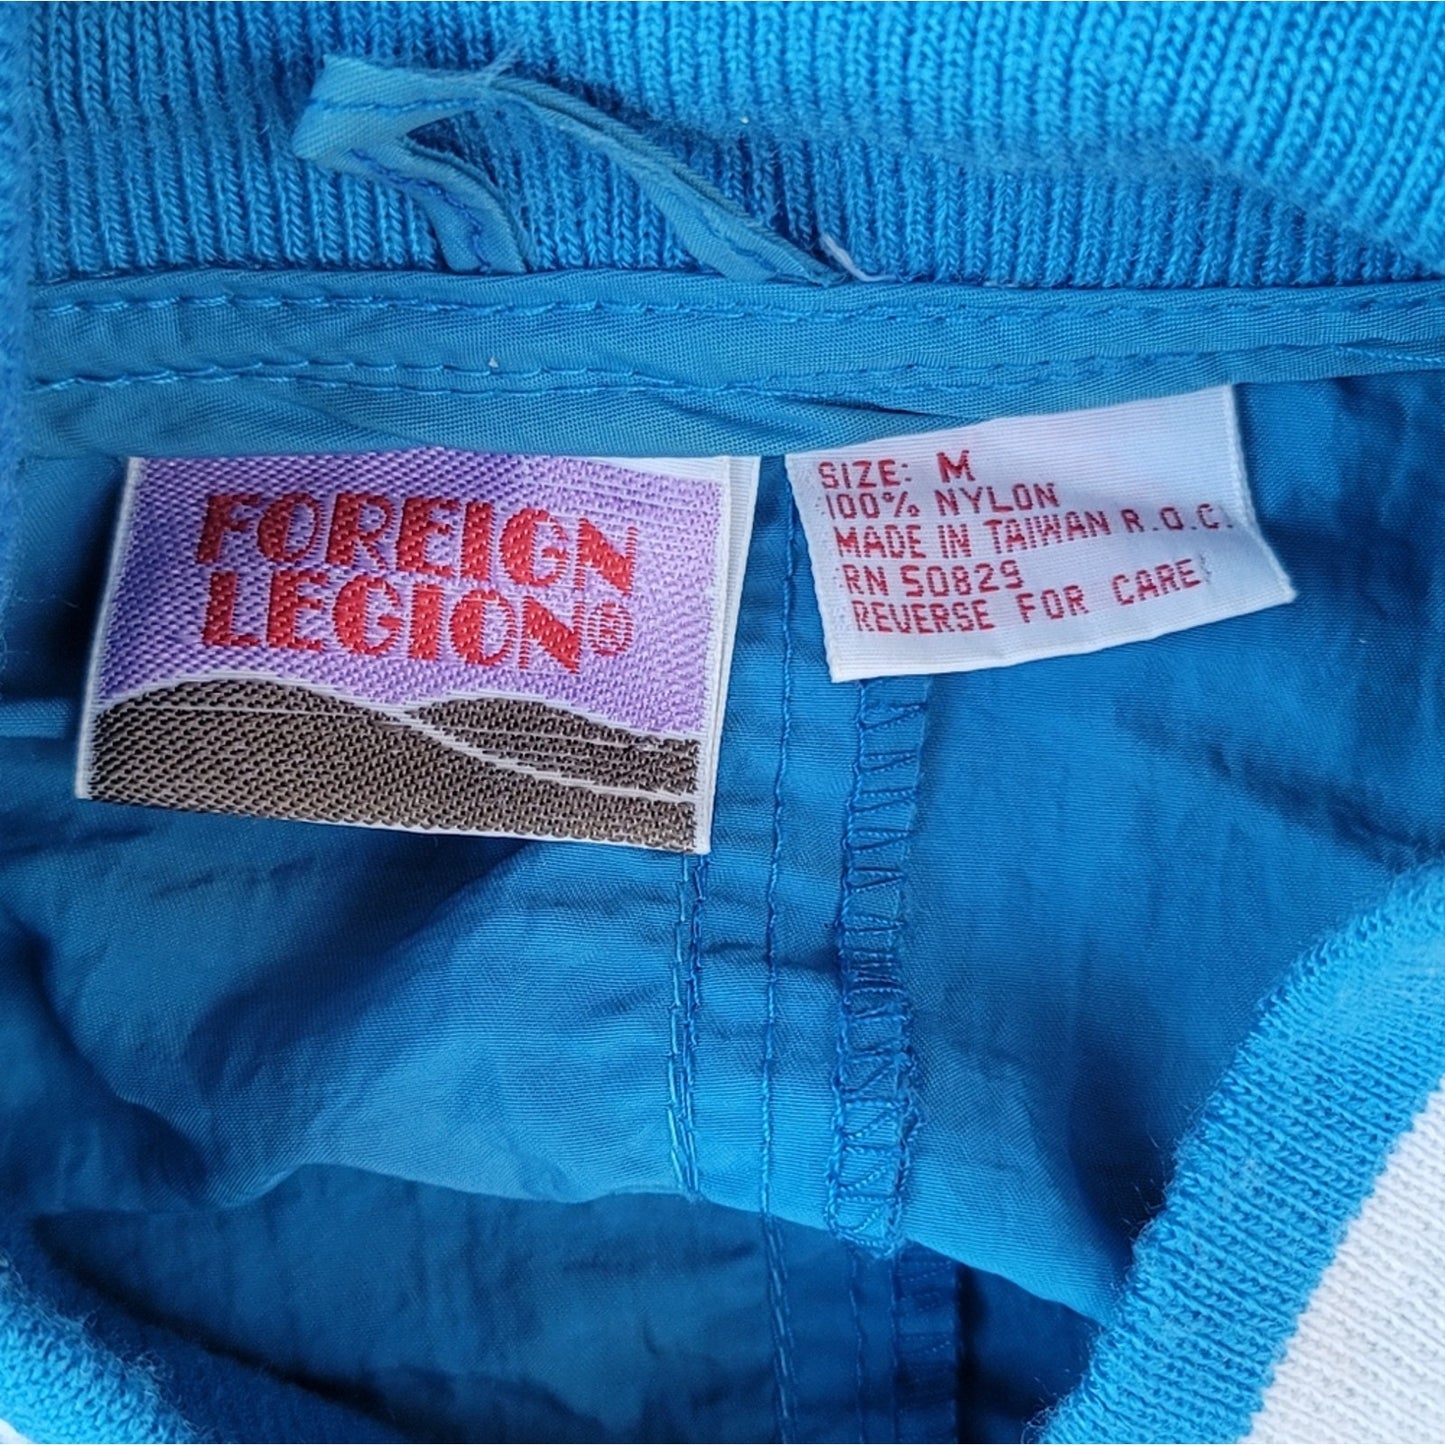 FOREIGN
LEGION®
SIZE: M
100% NYLON
MADE IN TAIWAN R.O.C.
RN 50829
REVERSE FOR CARE